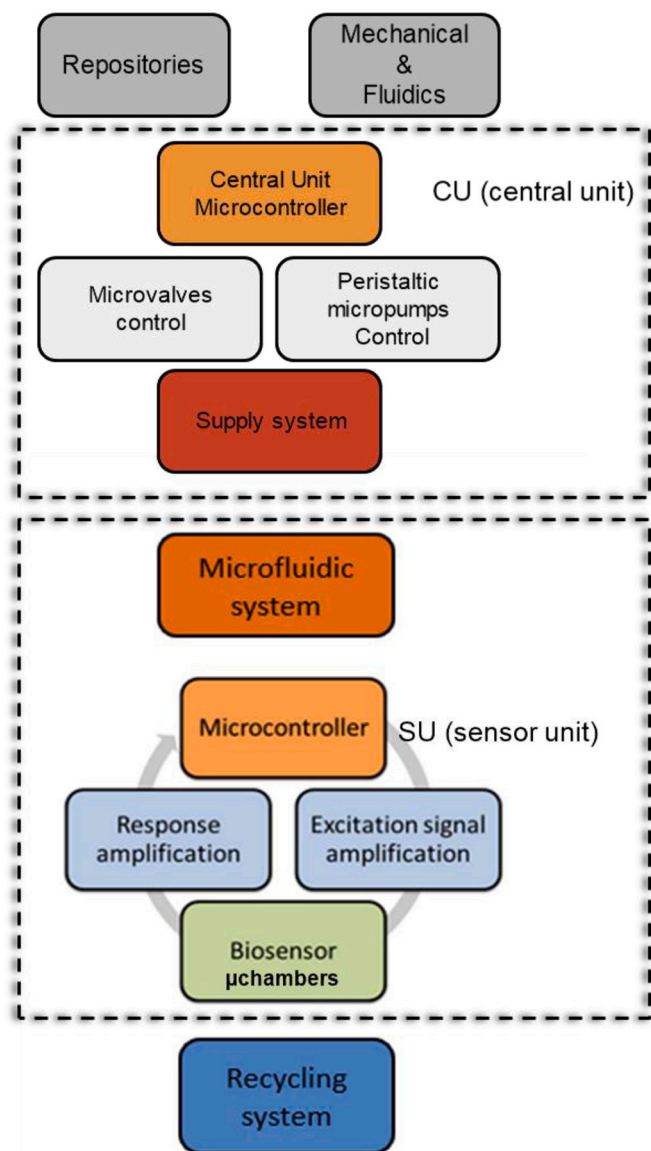 Repositories
Mechanical
&
Fluidics
Central Unit
Microcontroller
CU (central unit)
Microvalves
control
Peristaltic
micropumps
Control
Supply system
Microfluidic
system
Microcontroller
SU (sensor unit)
Response
amplification
Excitation signal
amplification
Biosensor
μchambers
Recycling
system